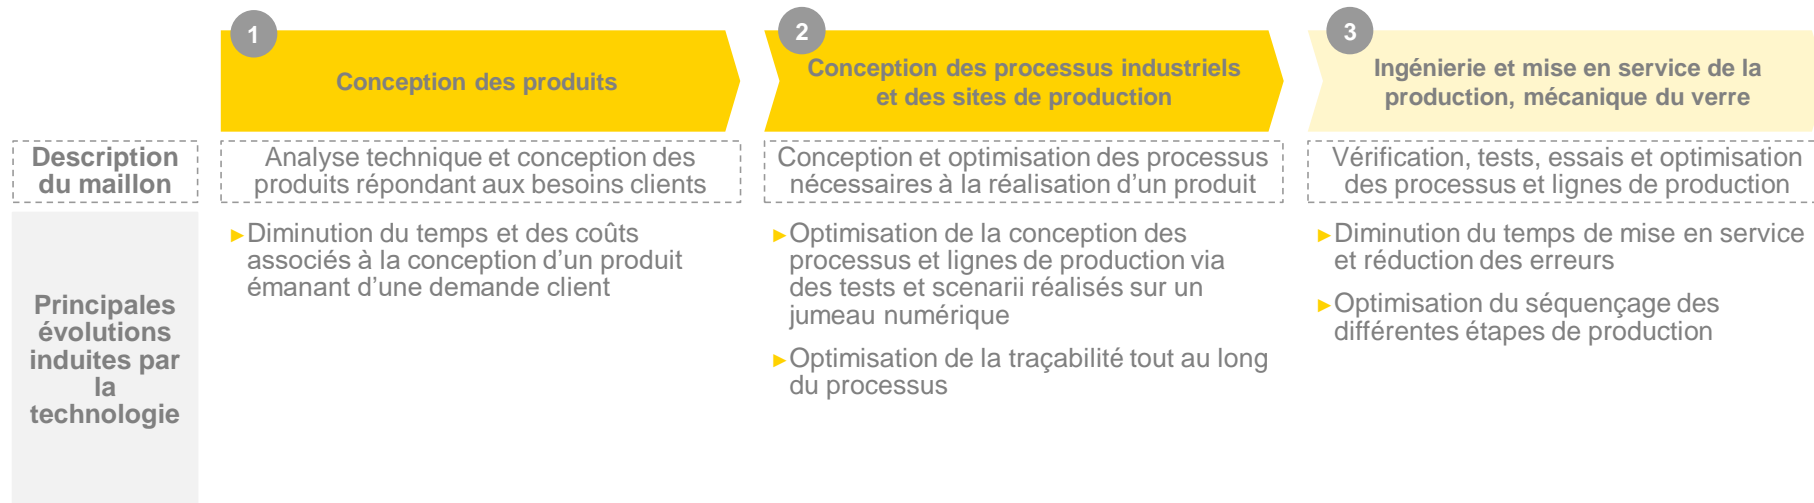 1
Conception des produits
2
Conception des processus industriels
et des sites de production
3
Ingénierie et mise en service de la
production, mécanique du verre
Description
du maillon
Analyse technique et conception des
produits répondant aux besoins clients
Conception et optimisation des processus
nécessaires à la réalisation d’un produit
Vérification, tests, essais et optimisation
des processus et lignes de production
Principales
évolutions
induites par
la
technologie
►Diminution du temps et des coûts
associés à la conception d’un produit
émanant d’une demande client
►Optimisation de la conception des
processus et lignes de production via
des tests et scenarii réalisés sur un
jumeau numérique
►Optimisation de la traçabilité tout au long
du processus
►Diminution du temps de mise en service
et réduction des erreurs
►Optimisation du séquençage des
différentes étapes de production